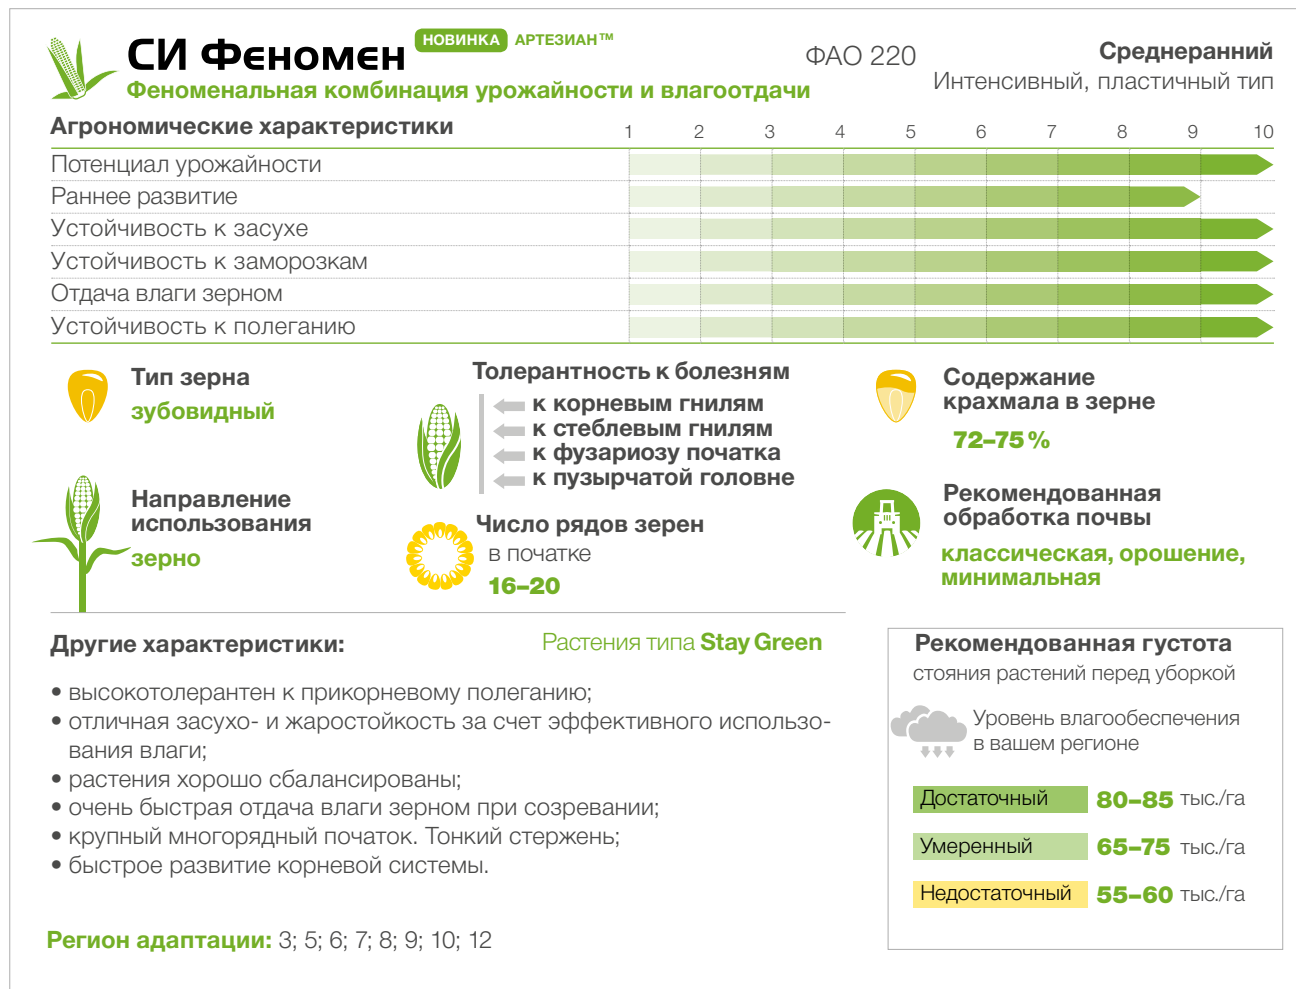 СИ Феномен НОВИНКА АРТЕЗИАН™
ФАО 220
Среднеранний
Феноменальная комбинация урожайности и влагоотдачи
Интенсивный, пластичный тип
Агрономические характеристики 1 2 3 4 5 6 7 8 9 10
Потенциал урожайности
Раннее развитие
Устойчивость к засухе
Устойчивость к заморозкам
Отдача влаги зерном
Устойчивость к полеганию
Тип зерна
зубовидный
Направление
использования
зерно
Толерантность к болезням
к корневым гнилям
к стеблевым гнилям
к фузариозу початка
к пузырчатой головне
Число рядов зерен
в початке
16–20
Содержание
крахмала в зерне
72–75 %
Рекомендованная
обработка почвы
классическая, орошение,
минимальная
Другие характеристики:
Растения типа Stay Green
• высокотолерантен к прикорневому полеганию;
• отличная засухо- и жаростойкость за счет эффективного использо-
вания влаги;
• растения хорошо сбалансированы;
• очень быстрая отдача влаги зерном при созревании;
• крупный многорядный початок. Тонкий стержень;
• быстрое развитие корневой системы.
Регион адаптации: 3; 5; 6; 7; 8; 9; 10; 12
Рекомендованная густота
стояния растений перед уборкой
Уровень влагообеспечения
в вашем регионе
Достаточный 80–85 тыс./га
Умеренный 65–75 тыс./га
Недостаточный 55–60 тыс./га